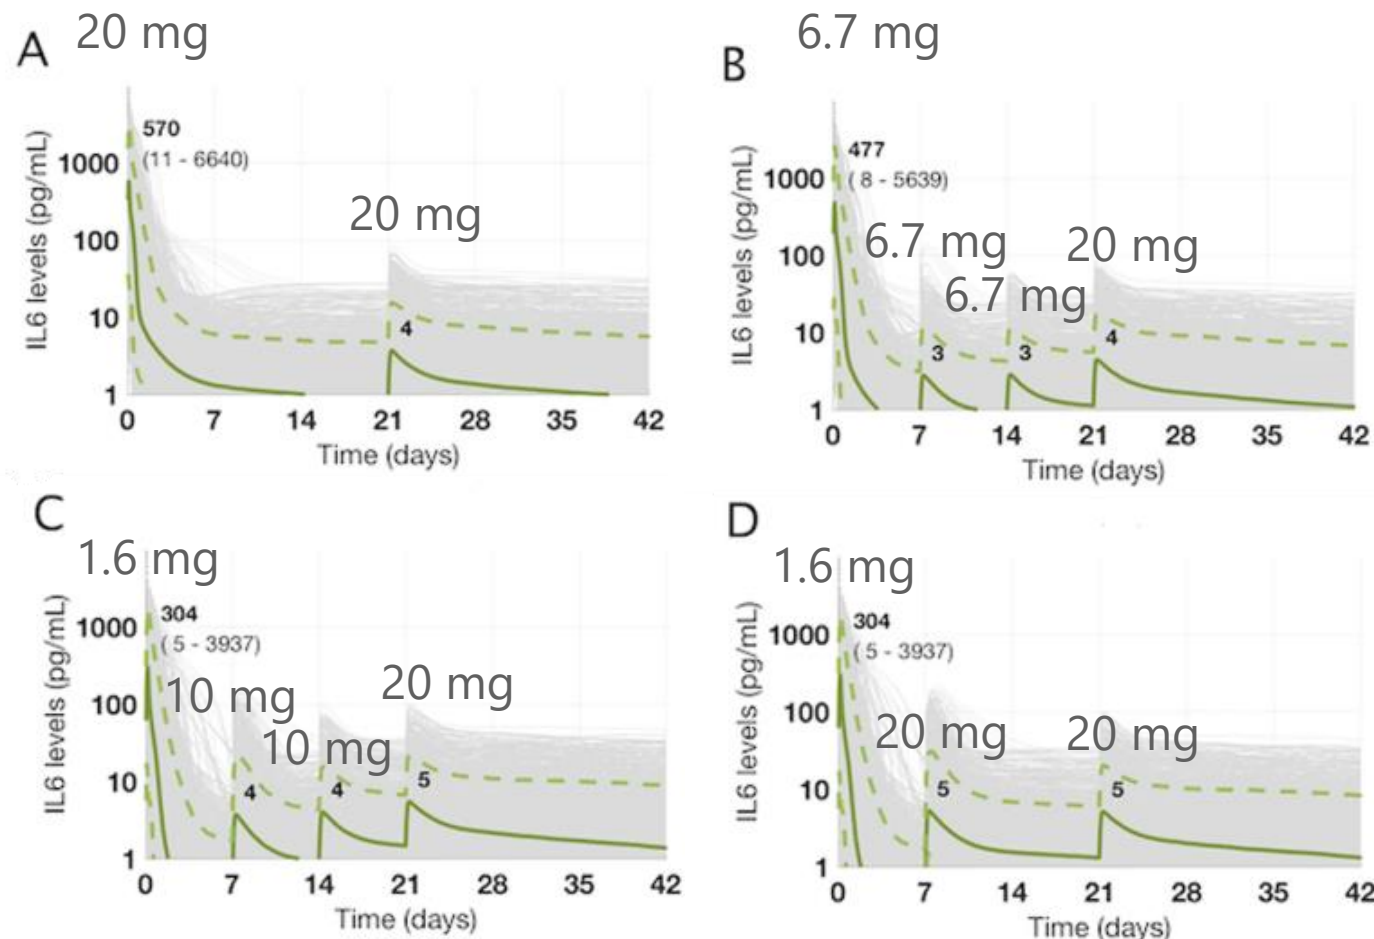 A 20 mg
IL6 levels (pg/mL)
1000
100
10
1
570
(11 - 6640)
20 mg
4
0 7 14 21 28 35 42
Time (days)
B 6.7 mg
IL6 levels (pg/mL)
1000
100
10
1
477
( 8 - 5639)
6.7 mg
6.7 mg
20 mg
3 3 4
0 7 14 21 28 35 42
Time (days)
C 1.6 mg
IL6 levels (pg/mL)
1000
100
10
1
304
( 5 - 3937)
10 mg
10 mg
20 mg
4 4 5
0 7 14 21 28 35 42
Time (days)
D 1.6 mg
IL6 levels (pg/mL)
1000
100
10
1
304
( 5 - 3937)
20 mg 20 mg
5 5
0 7 14 21 28 35 42
Time (days)